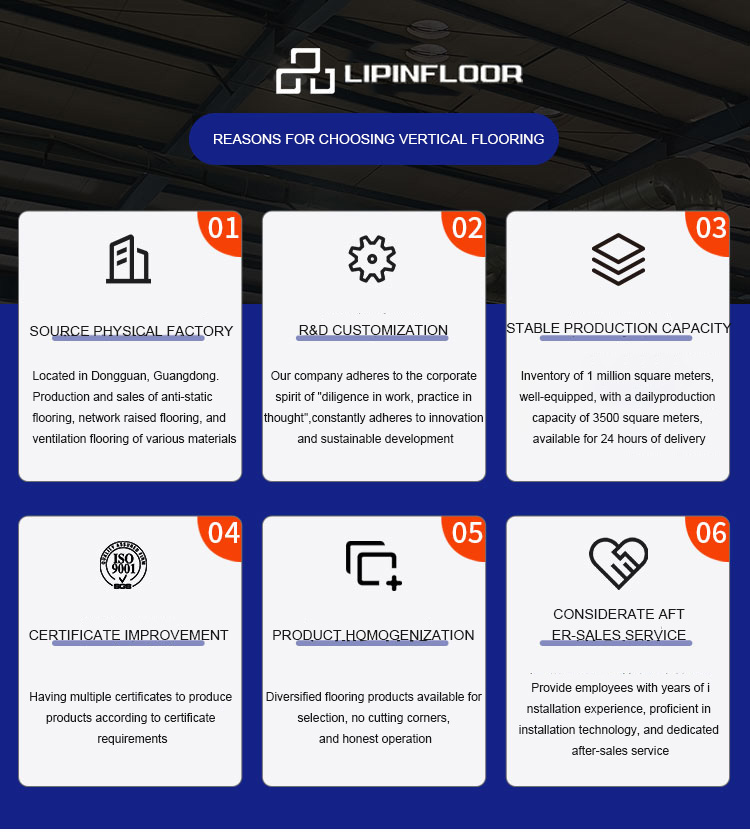 LIPINFLOOR
REASONS FOR CHOOSING VERTICAL FLOORING
01
SOURCE PHYSICAL FACTORY
Located in Dongguan, Guangdong.
Production and sales of anti-static
flooring, network raised flooring, and
ventilation flooring of various materials
02
R&D CUSTOMIZATION
Our company adheres to the corporate
spirit of "diligence in work, practice in
thought",constantly adheres to innovation
and sustainable development
03
STABLE PRODUCTION CAPACITY
Inventory of 1 million square meters,
well-equipped, with a dailyproduction
capacity of 3500 square meters,
available for 24 hours of delivery
04
QUALITY ASSURED FIRM
ISO
9001
CERTIFICATE IMPROVEMENT
Having multiple certificates to produce
products according to certificate
requirements
05
PRODUCT HOMOGENIZATION
Diversified flooring products available for
selection, no cutting corners,
and honest operation
06
CONSIDERATE AFT
ER-SALES SERVICE
Provide employees with years of i
nstallation experience, proficient in
installation technology, and dedicated
after-sales service